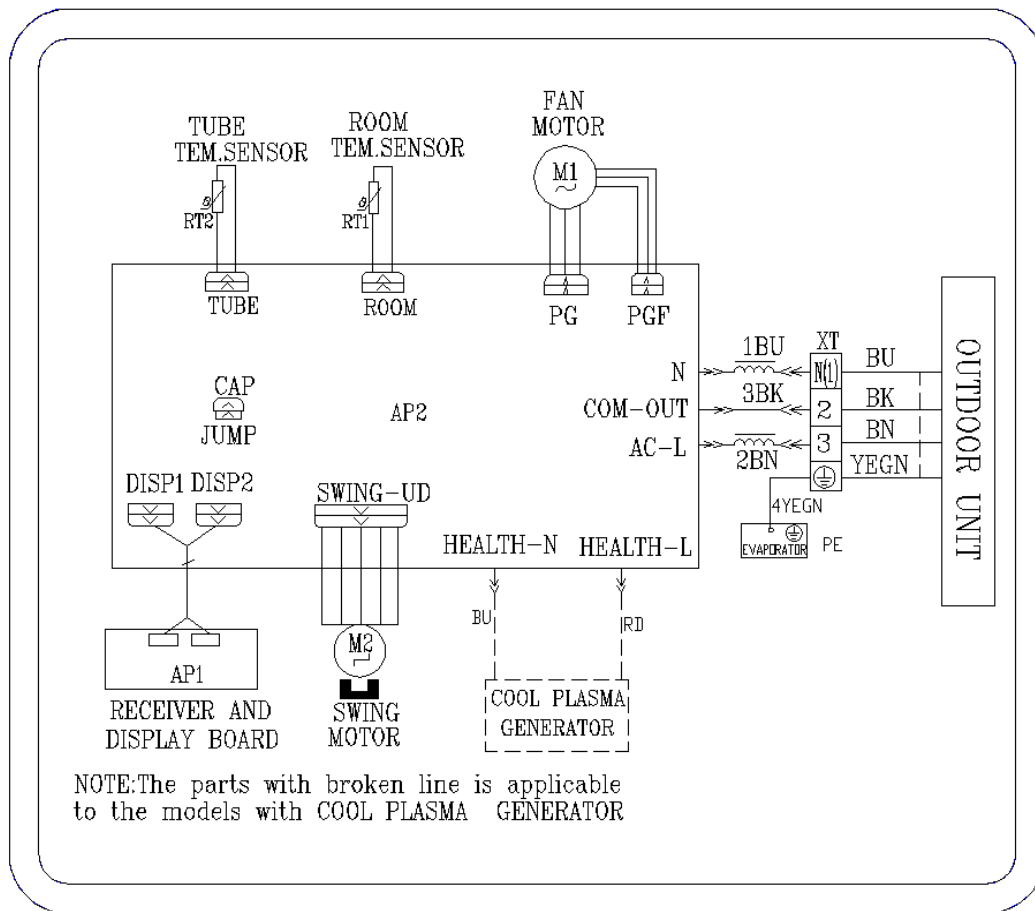 TUBE
TEM.SENSOR
ROOM
TEM.SENSOR
FAN
MOTOR
RT2
RT1
M1
~
TUBE
ROOM
PG
PGF
CAP
JUMP
AP2
N
COM-OUT
AC-L
1BU
3BK
2BN
XT
N(1)
2
3
BU
BK
BN
YEGN
OUTDOOR UNIT
4YEGN
EVAPORATOR
PE
DISP1
DISP2
SWING-UD
HEALTH-N
HEALTH-L
BU
RD
AP1
RECEIVER AND
DISPLAY BOARD
M2
SWING
MOTOR
COOL PLASMA
GENERATOR
NOTE:The parts with broken line is applicable
to the models with COOL PLASMA GENERATOR